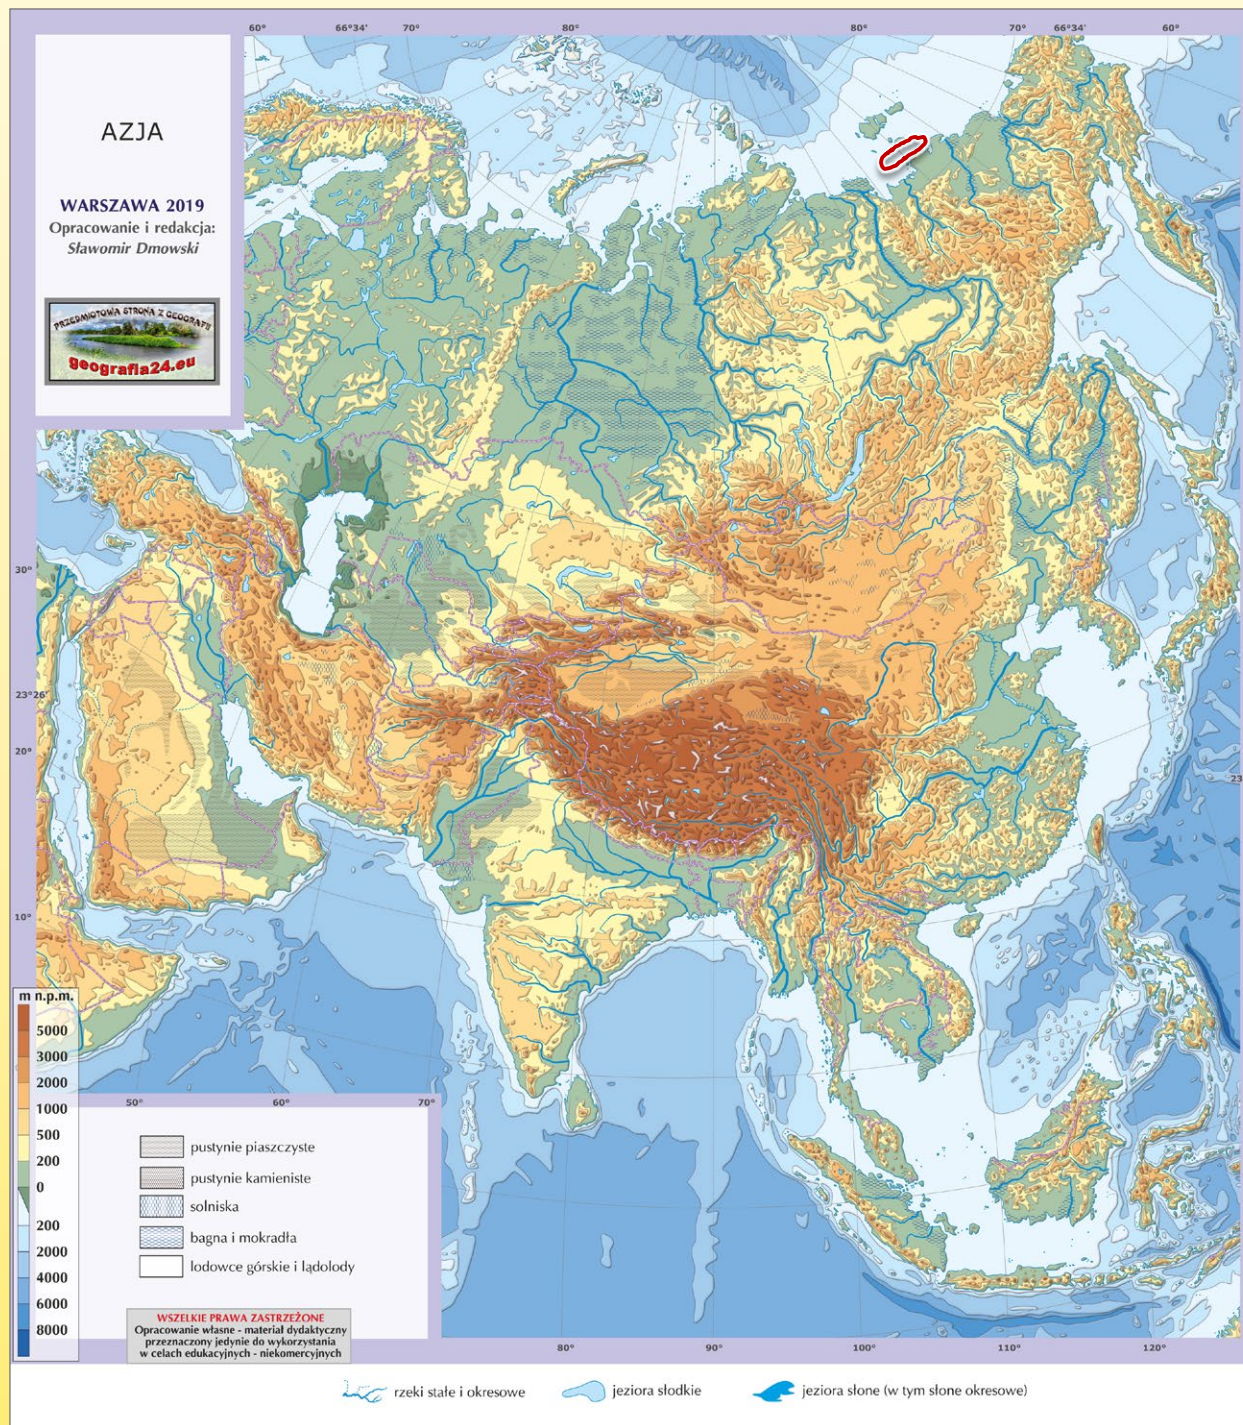 60° 66°34' 70° 80° 80° 70° 66°34' 60°
AZJA
WARSZAWA 2019
Opracowanie i redakcja:
Sławomir Dmowski
PRZEDMIOTOWA STRONA Z GEOGRAFII
geografia24.eu
30°
23°26'
20°
23
10°
m n.p.m.
5000
3000
2000
1000
500
200
0
200
2000
4000
6000
8000
50° 60° 70°
pustynie piaszczyste
pustynie kamieniste
solniska
bagna i mokradła
lodowce górskie i lądolody
WSZELKIE PRAWA ZASTRZEŻONE
Opracowanie własne - materiał dydaktyczny
przeznaczony jedynie do wykorzystania
w celach edukacyjnych - niekomercyjnych
80° 90° 100° 110° 120°
rzeki stałe i okresowe
jeziora słodkie
jeziora słone (w tym słone okresowe)